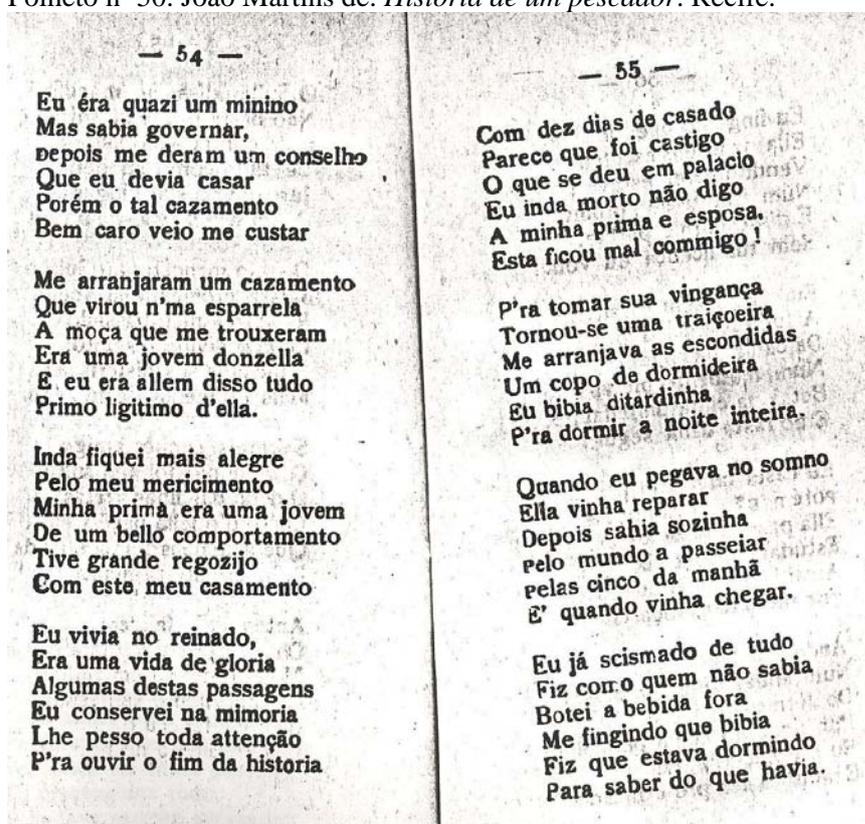 Folheto nº 30. João Martins de. História de um pescador. Recife.
— 54 —
Eu éra quazi um minino
Mas sabia governar,
Depois me deram um conselho
Que eu devia casar
Porém o tal cazamento
Bem caro veio me custar
Me arranjaram um cazamento
Que virou n'ma esparrela
A moça que me trouxeram
Era uma jovem donzella
E eu era allem disso tudo
Primo ligitimo d'ella.
Inda fiquei mais alegre
Pelo meu mericimento
Minha prima era uma jovem
De um bello comportamento
Tive grande regozijo
Com este meu casamento
Eu vivia no reinado,
Era uma vida de gloria
Algumas destas passagens
Eu conservei na mimoria
Lhe pesso toda attenção
P'ra ouvir o fim da historia
— 55 —
Com dez dias de casado
Parece que foi castigo
O que se deu em palacio
Eu inda morto não digo
A minha prima e esposa.
Esta ficou mal commigo!
P'ra tomar sua vingança
Tornou-se uma traiçoeira
Me arranjava as escondidas
Um copo de dormideira
Eu bibia ditardinha
P'ra dormir a noite inteira.
Quando eu pegava no somno
Ella vinha reparar
Depois sahia sozinha
Pelo mundo a passeiar
Pelas cinco da manhã
E' quando vinha chegar.
Eu já scismado de tudo
Fiz como quem não sabia
Botei a bebida fora
Me fingindo que bibia
Fiz que estava dormindo
Para saber do que havia.